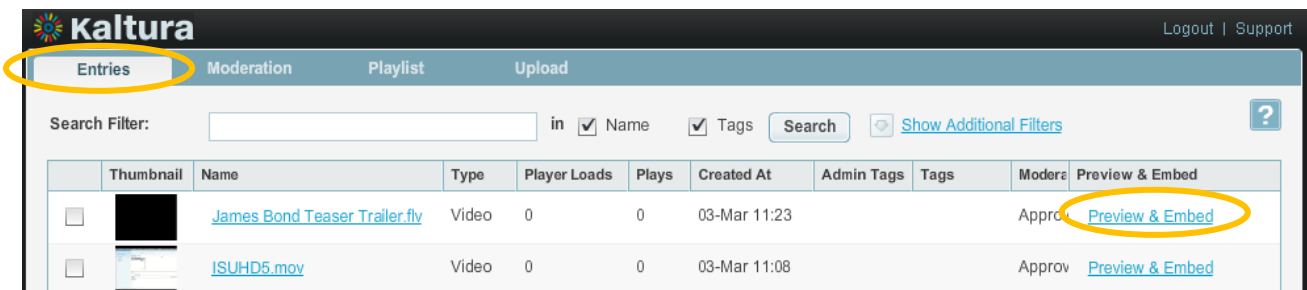 Kaltura
Logout | Support
Entries Moderation Playlist Upload
Search Filter: in Name Tags Search Show Additional Filters ?
Thumbnail Name Type Player Loads Plays Created At Admin Tags Tags Modera Preview & Embed
James Bond Teaser Trailer.flv Video 0 0 03-Mar 11:23 Approv Preview & Embed
ISUHD5.mov Video 0 0 03-Mar 11:08 Approv Preview & Embed